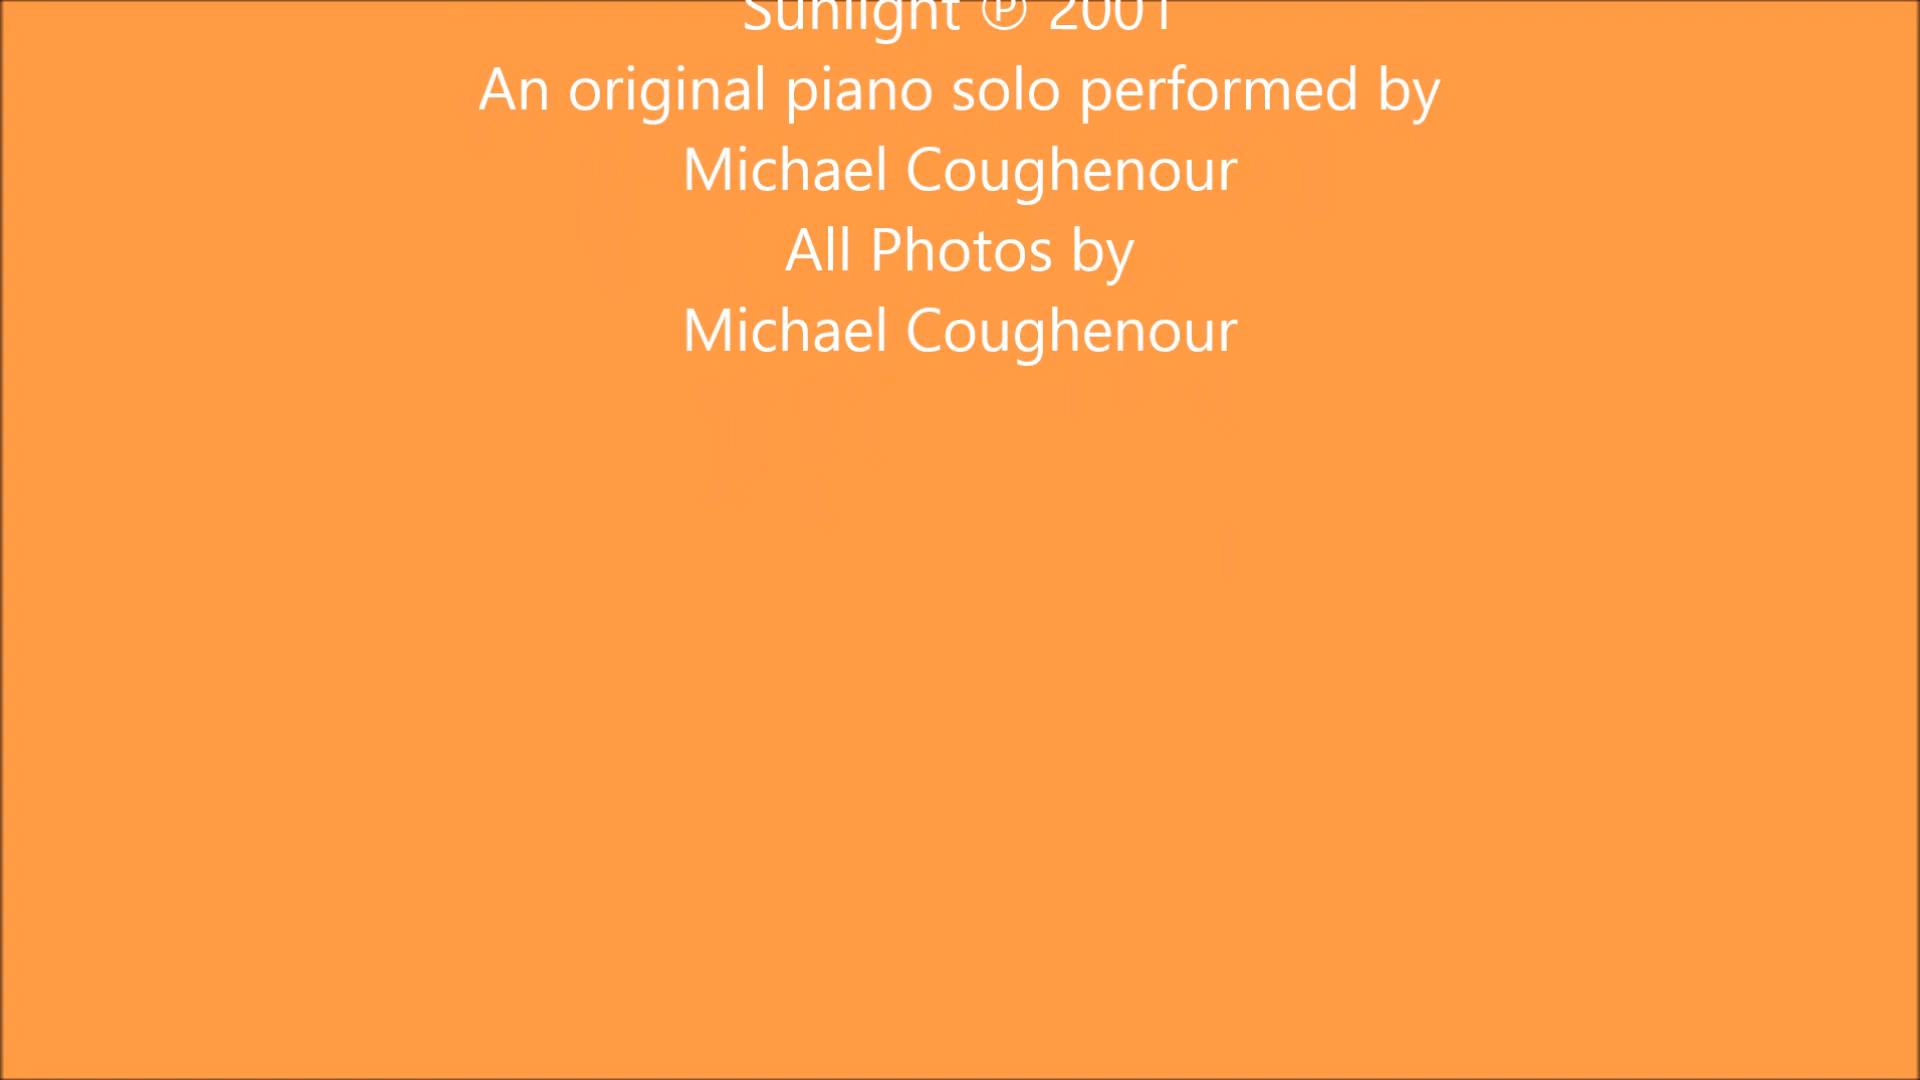 Sunlight ℗ 2001
An original piano solo performed by
Michael Coughenour
All Photos by
Michael Coughenour